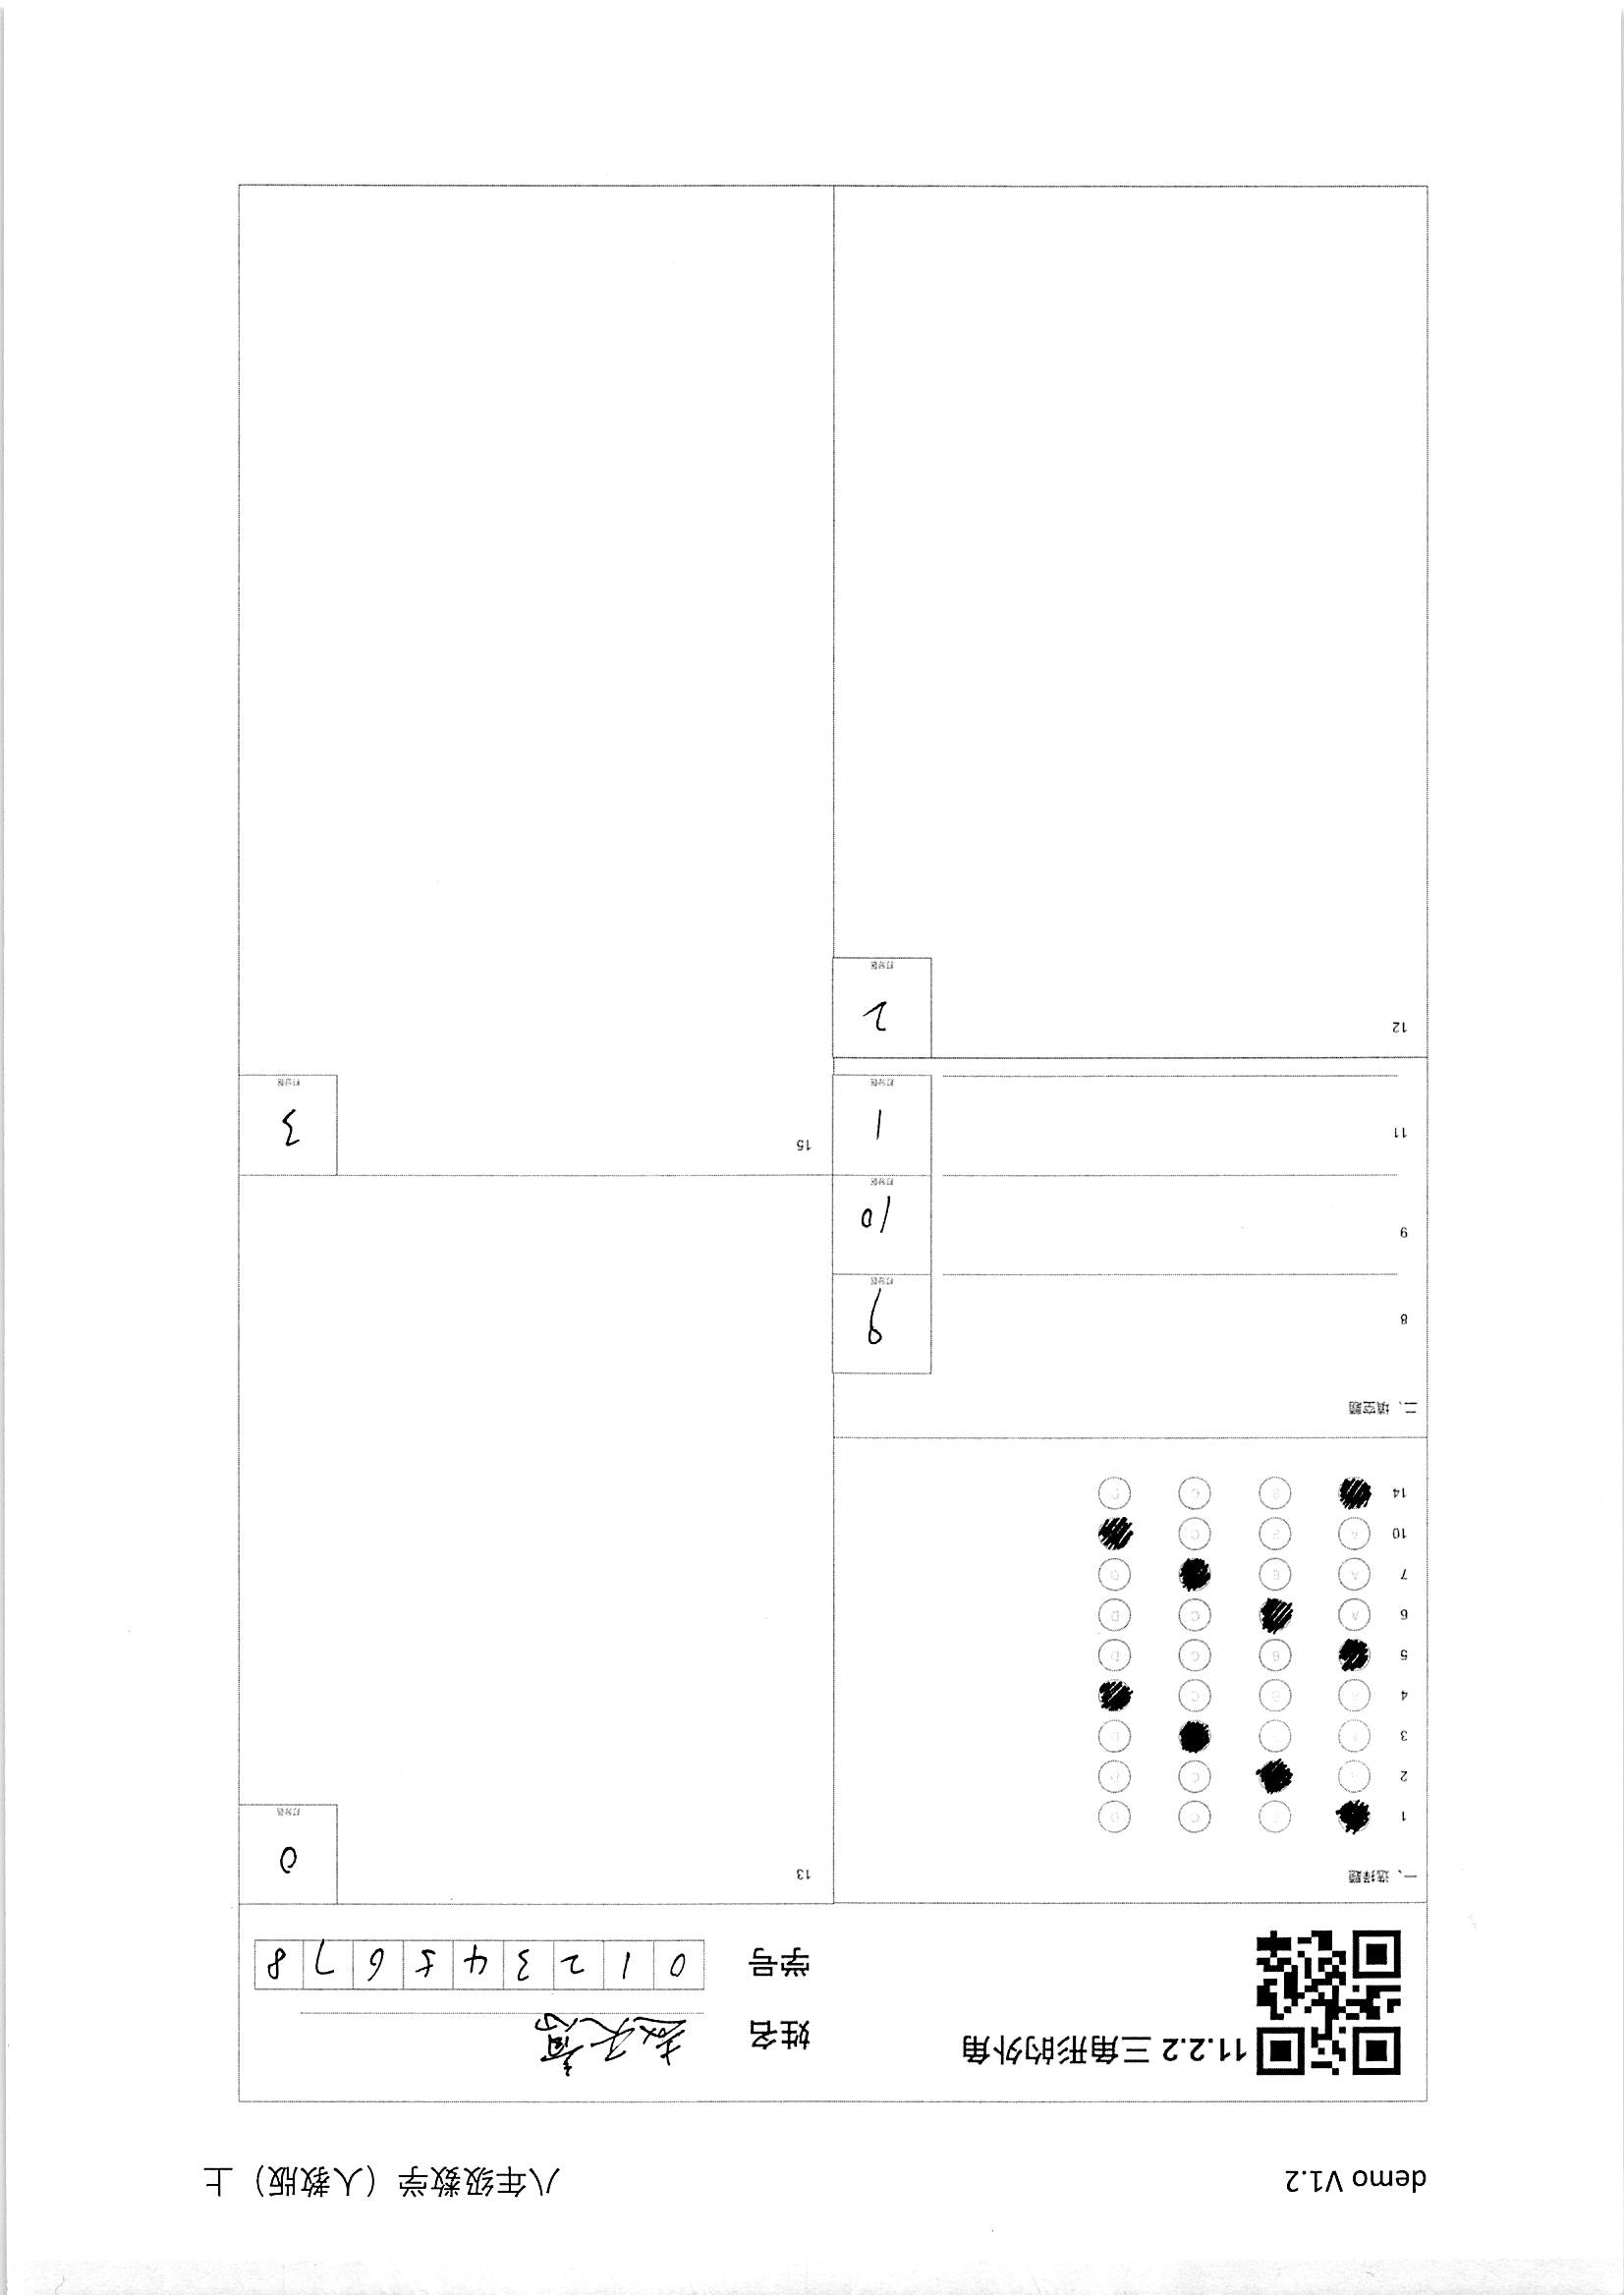 demo V1.2
八年级数学（人教版）上
11.2.2 三角形的外角
姓名 赵天意
学号 0 1 2 3 4 5 6 7 8
一、选择题
1
2
3
4
5 B C D
6 A C D
7 A B D
10 A B C
14 B C D
二、填空题
8
9
打分区
9
10
打分区
11
1
打分区
12
2
打分区
13
0
打分区
15
3
打分区